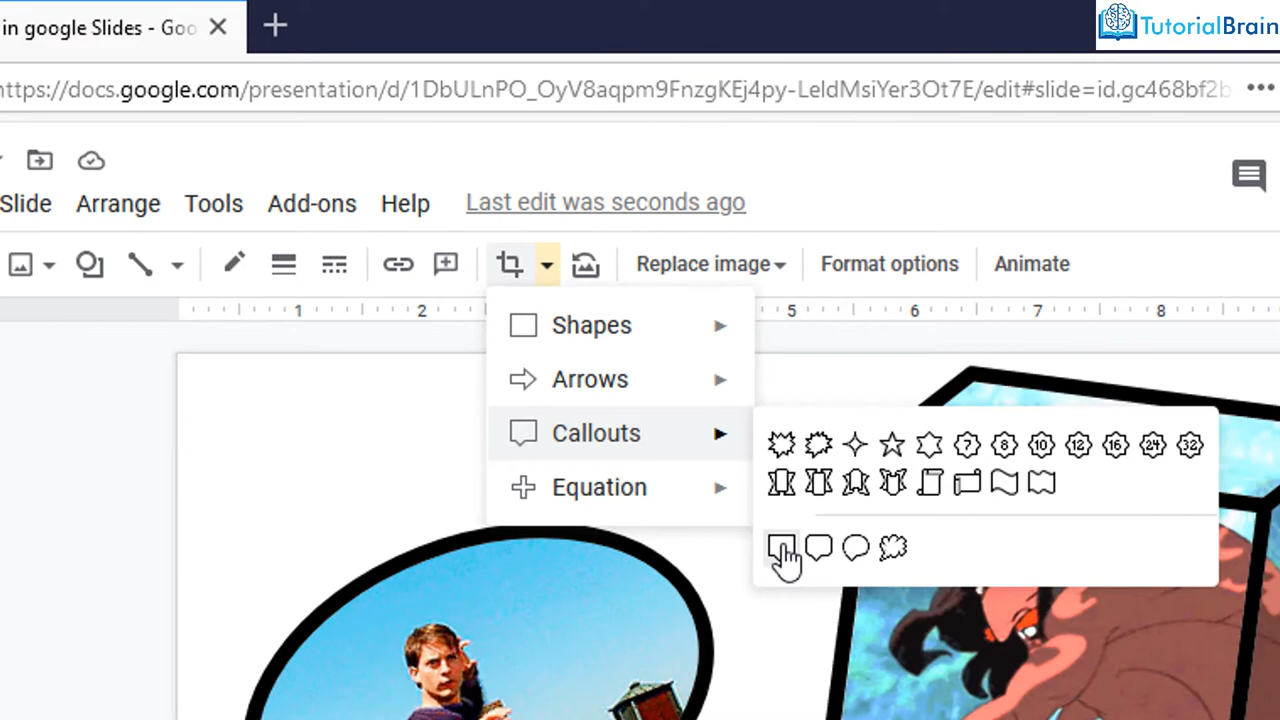 in google Slides - Goo
TutorialBrain
https://docs.google.com/presentation/d/1DbULnPO_OyV8aqpm9FnzgKEj4py-LeldMsiYer3Ot7E/edit#slide=id.gc468bf2b
Slide Arrange Tools Add-ons Help Last edit was seconds ago
Replace image Format options Animate
1 2 5 6 7 8
Shapes
Arrows
Callouts
Equation
7 8 10 12 16 24 32